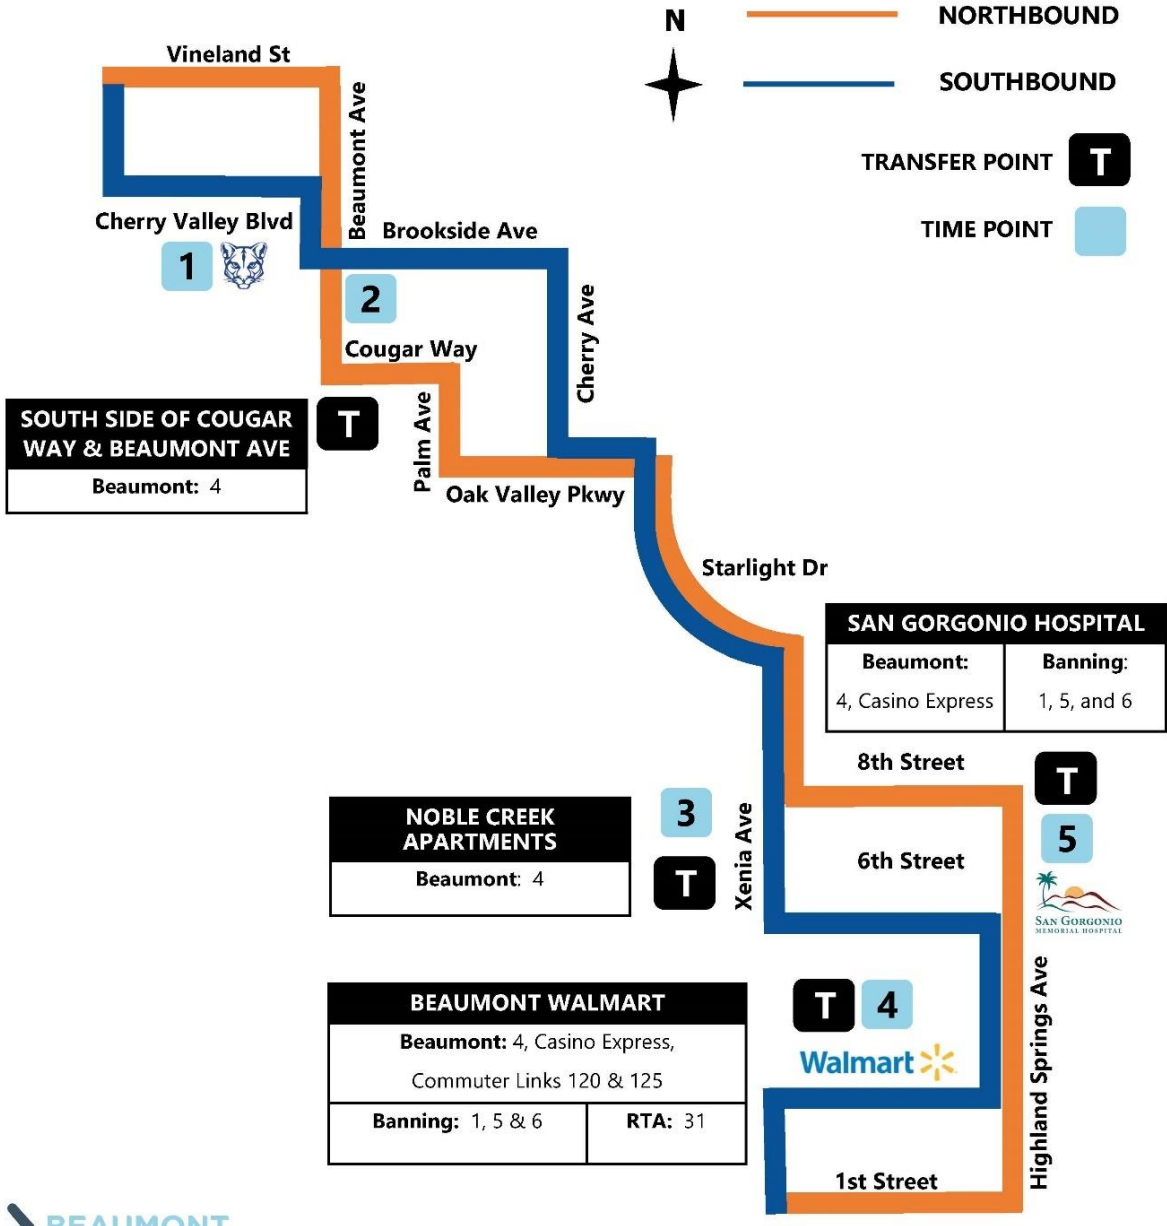 N
NORTHBOUND
SOUTHBOUND
TRANSFER POINT T
TIME POINT
Vineland St
Beaumont Ave
Cherry Valley Blvd
Brookside Ave
1
2
Cherry Ave
Cougar Way
SOUTH SIDE OF COUGAR
WAY & BEAUMONT AVE
Beaumont: 4
T
Palm Ave
Oak Valley Pkwy
Starlight Dr
SAN GORGONIO HOSPITAL
Beaumont:
4, Casino Express
Banning:
1, 5, and 6
8th Street
T
5
SAN GORGONIO
MEMORIAL HOSPITAL
NOBLE CREEK
APARTMENTS
Beaumont: 4
3
T
Xenia Ave
6th Street
BEAUMONT WALMART
Beaumont: 4, Casino Express,
Commuter Links 120 & 125
Banning: 1, 5 & 6
RTA: 31
T 4
Walmart
Highland Springs Ave
1st Street
BEAUMONT